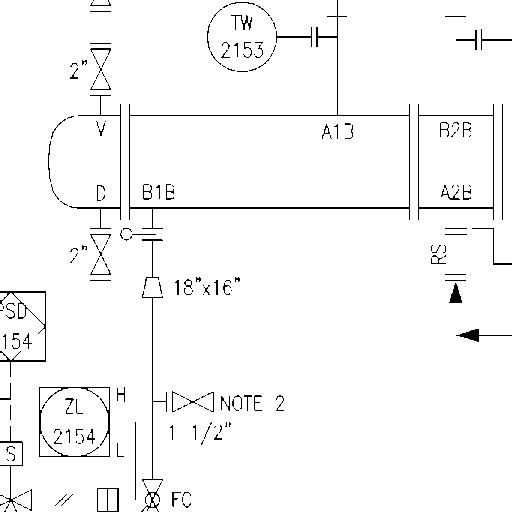 TW
2153
2"
V
A1B
B2B
D
B1B
A2B
2"
RS
18"x16"
PSD
154
H
ZL
NOTE 2
2154
1 1/2"
L
S
FC